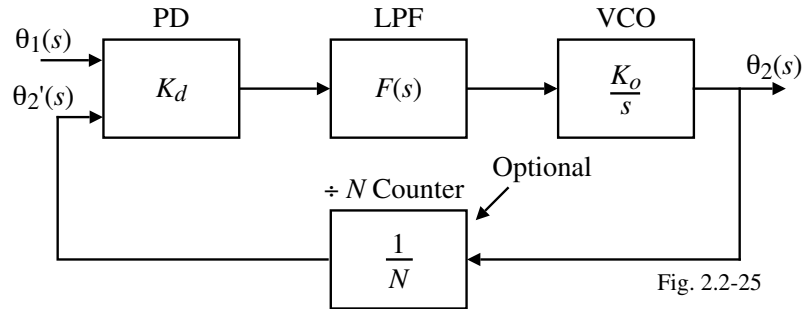 PD
LPF
VCO
θ1(s)
θ2'(s)
Kd
F(s)
Ko
s
θ2(s)
Optional
÷ N Counter
1
N
Fig. 2.2-25